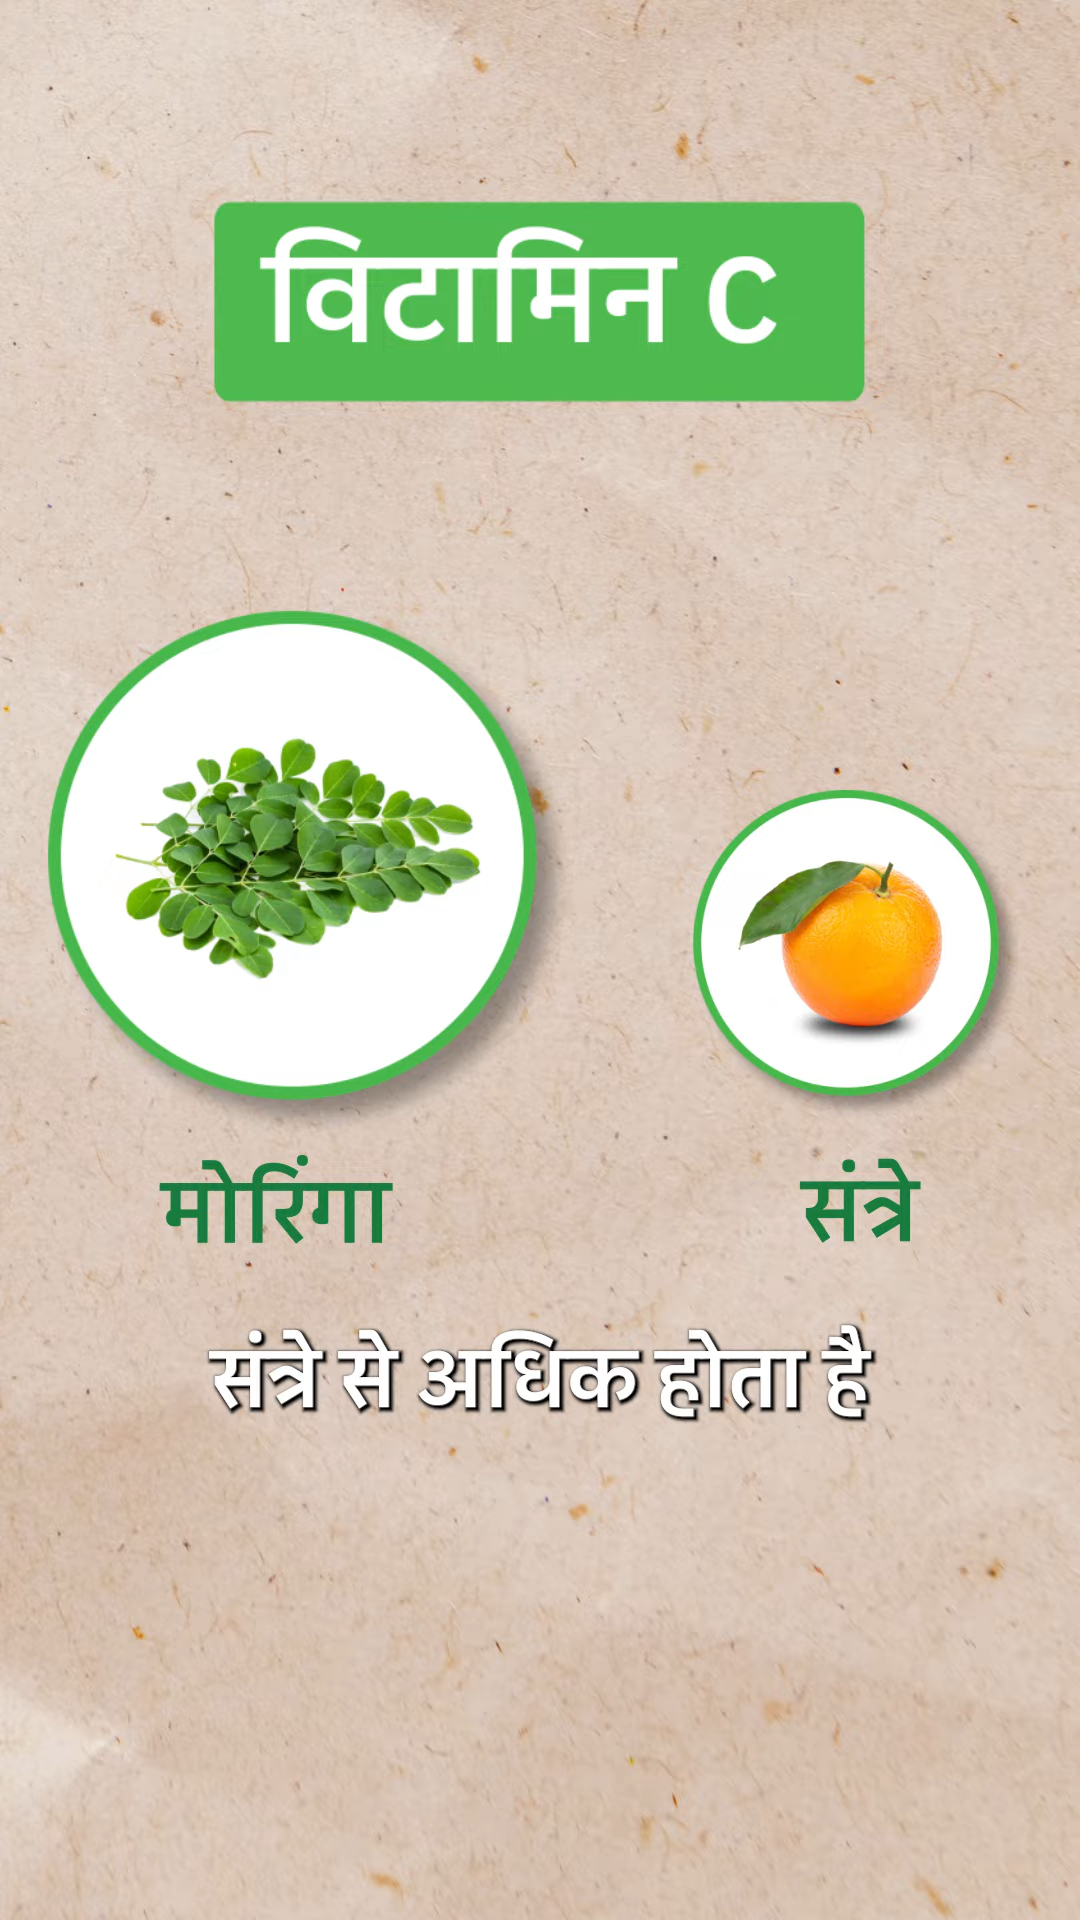 विटामिन C
मोरिंगा
संत्रे
संत्रे से अधिक होता है